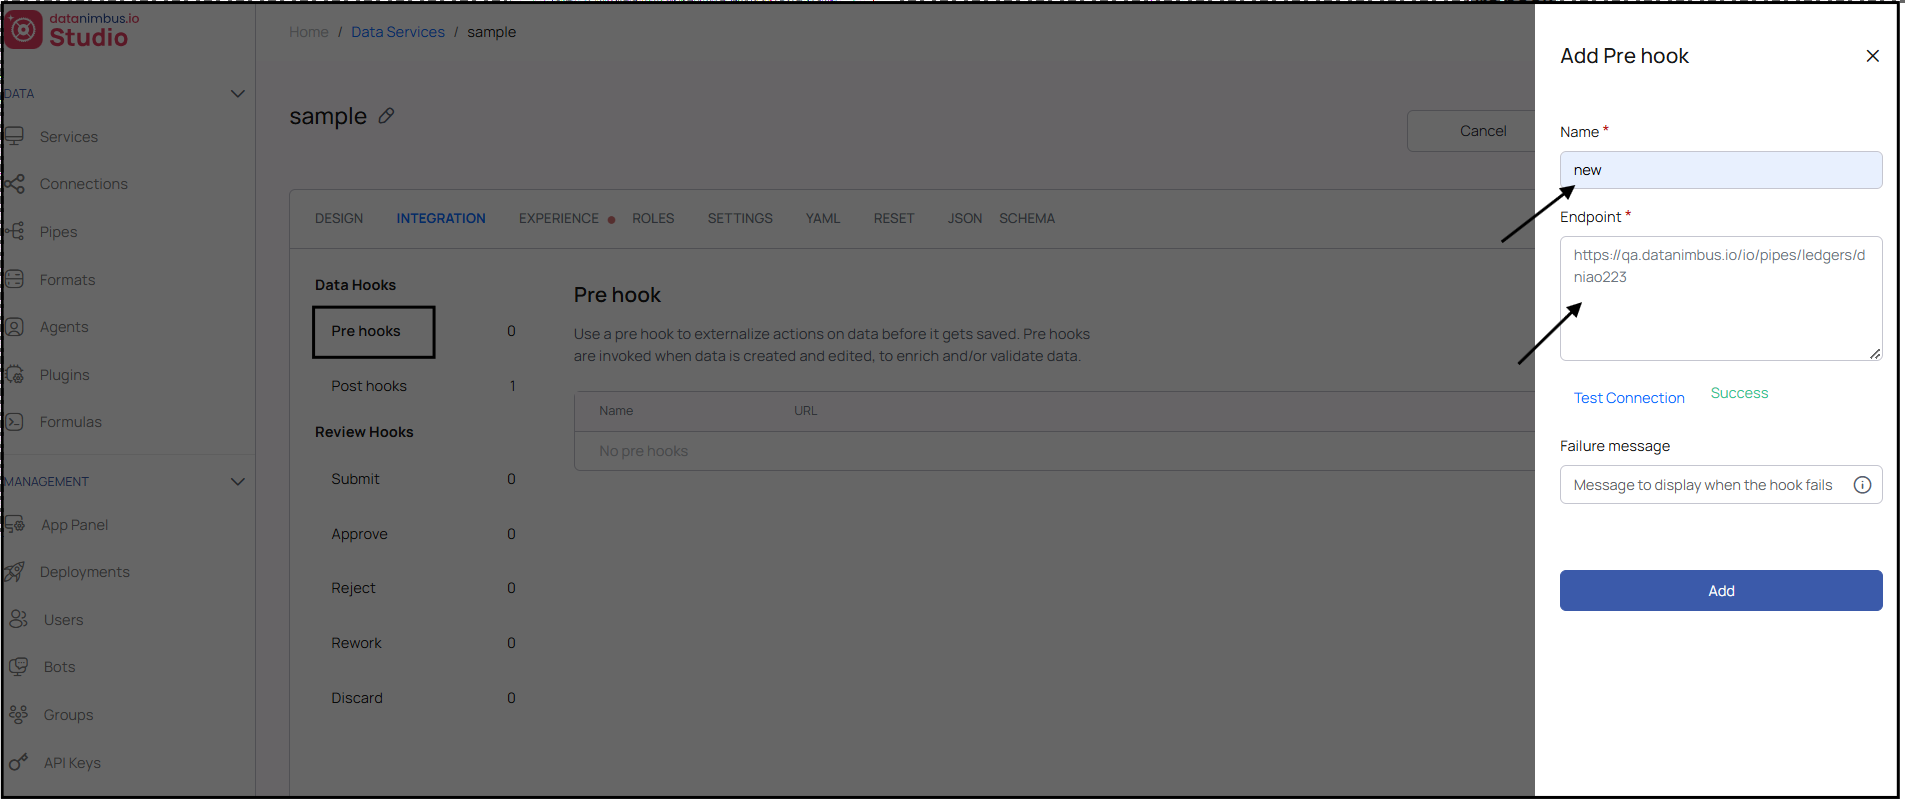 datanimbus.io
Studio
DATA
Services
Connections
Pipes
Formats
Agents
Plugins
Formulas
MANAGEMENT
App Panel
Deployments
Users
Bots
Groups
API Keys
Home / Data Services / sample
sample
Cancel
DESIGN INTEGRATION EXPERIENCE ROLES SETTINGS YAML RESET JSON SCHEMA
Data Hooks
Pre hooks 0
Post hooks 1
Review Hooks
Submit 0
Approve 0
Reject 0
Rework 0
Discard 0
Pre hook
Use a pre hook to externalize actions on data before it gets saved. Pre hooks
are invoked when data is created and edited, to enrich and/or validate data.
Name URL
No pre hooks
Add Pre hook
Name *
new
Endpoint *
https://qa.datanimbus.io/io/pipes/ledgers/d
niao223
Test Connection Success
Failure message
Message to display when the hook fails
Add